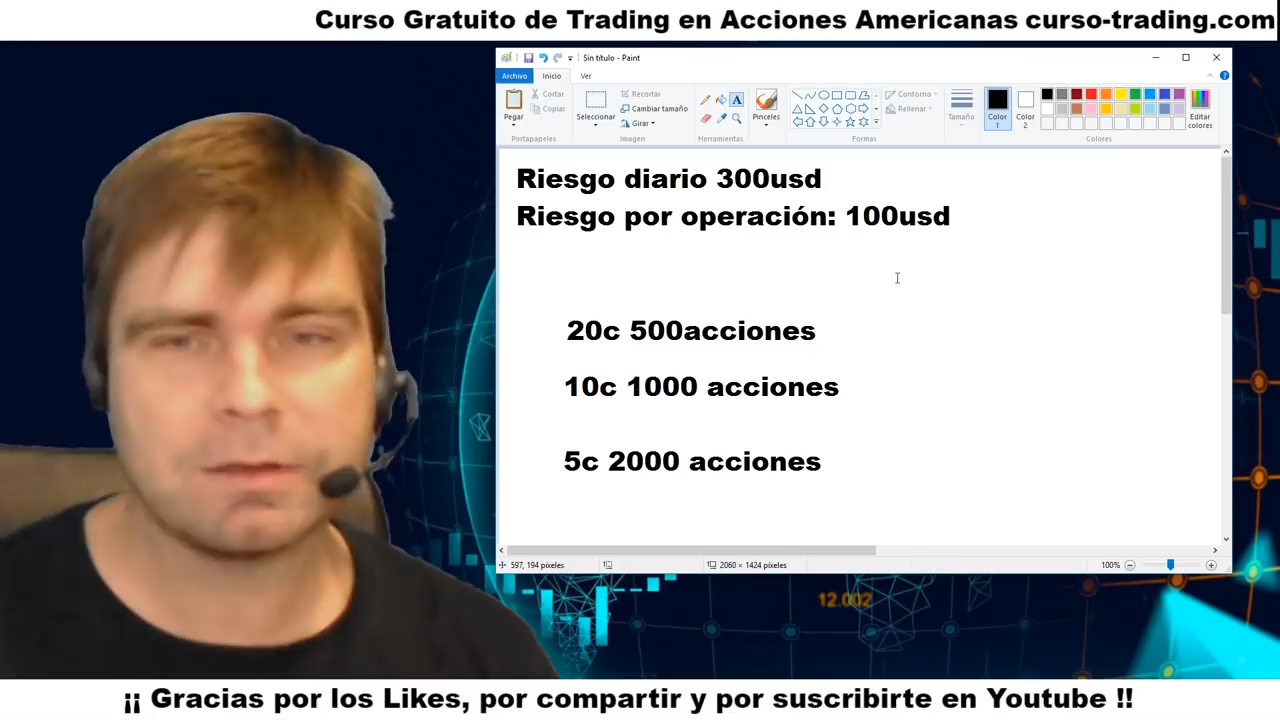 Curso Gratuito de Trading en Acciones Americanas curso-trading.com
Sin título - Paint
Archivo
Inicio
Ver
Pegar
Cortar
Copiar
Portapapeles
Seleccionar
Recortar
Cambiar tamaño
Girar
Imagen
A
Herramientas
Pinceles
Contorno
Rellenar
Formas
Tamaño
Color
1
Color
2
Editar
colores
Colores
Riesgo diario 300usd
Riesgo por operación: 100usd
20c 500acciones
10c 1000 acciones
5c 2000 acciones
597, 194 píxeles
2060 × 1424 píxeles
100%
12.002
¡¡ Gracias por los Likes, por compartir y por suscribirte en Youtube !!